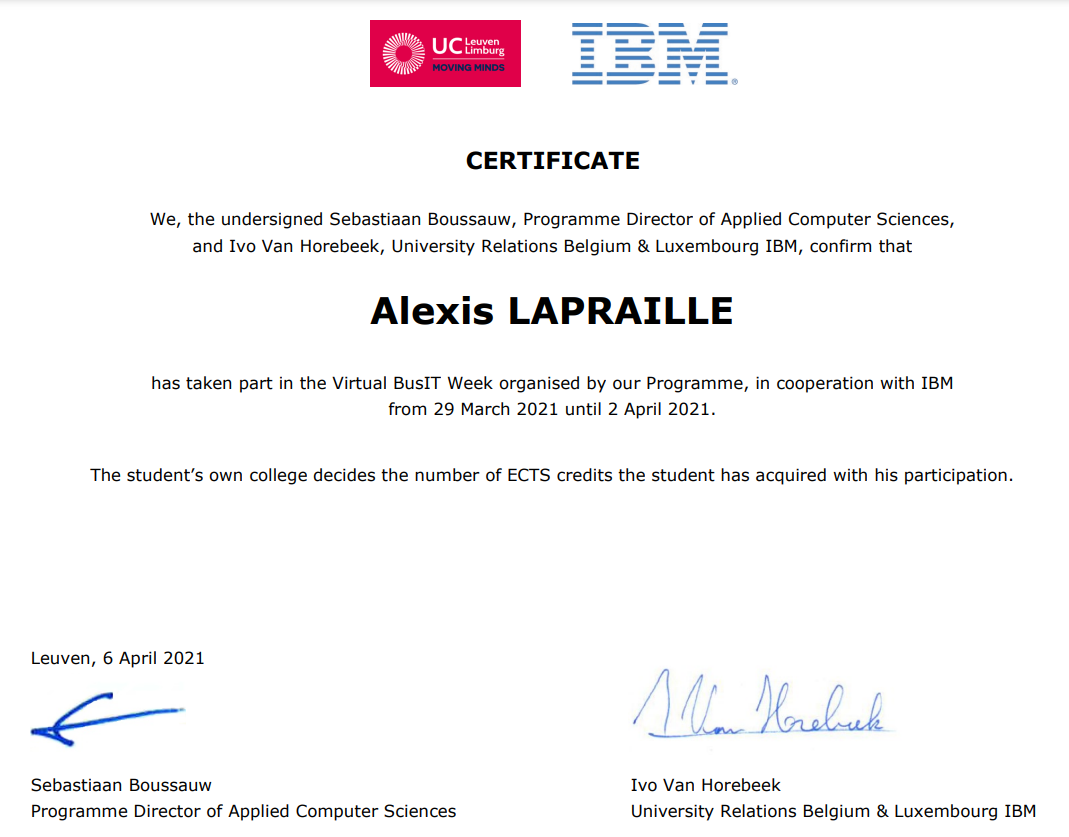 UC Leuven Limburg
MOVING MINDS
IBM®
CERTIFICATE
We, the undersigned Sebastiaan Boussauw, Programme Director of Applied Computer Sciences,
and Ivo Van Horebeek, University Relations Belgium & Luxembourg IBM, confirm that
Alexis LAPRAILLE
has taken part in the Virtual BusIT Week organised by our Programme, in cooperation with IBM
from 29 March 2021 until 2 April 2021.
The student’s own college decides the number of ECTS credits the student has acquired with his participation.
Leuven, 6 April 2021
I Van Horebeek
Sebastiaan Boussauw
Programme Director of Applied Computer Sciences
Ivo Van Horebeek
University Relations Belgium & Luxembourg IBM